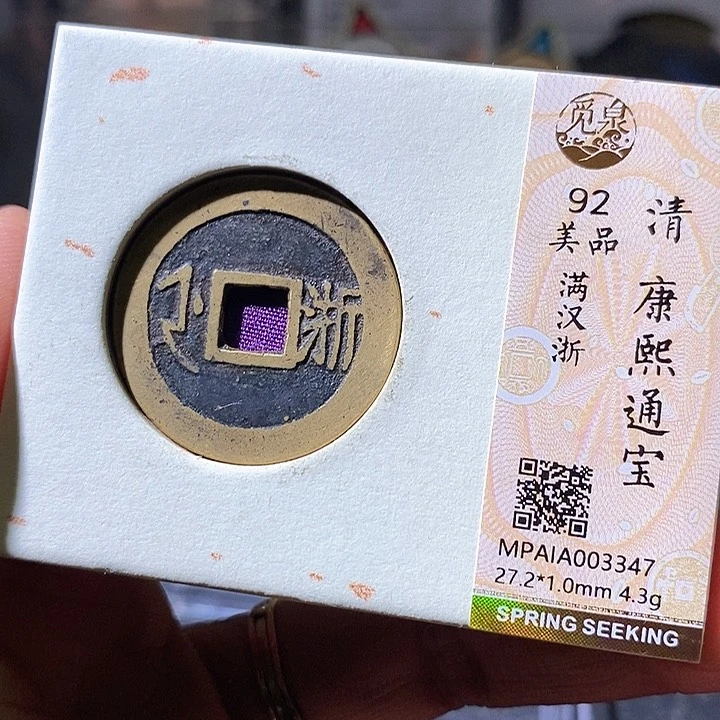 浙
觅泉
清 康熙通宝
92
美品
满汉浙
MPAIA003347
27.2*1.0mm 4.3g
SPRING SEEKING